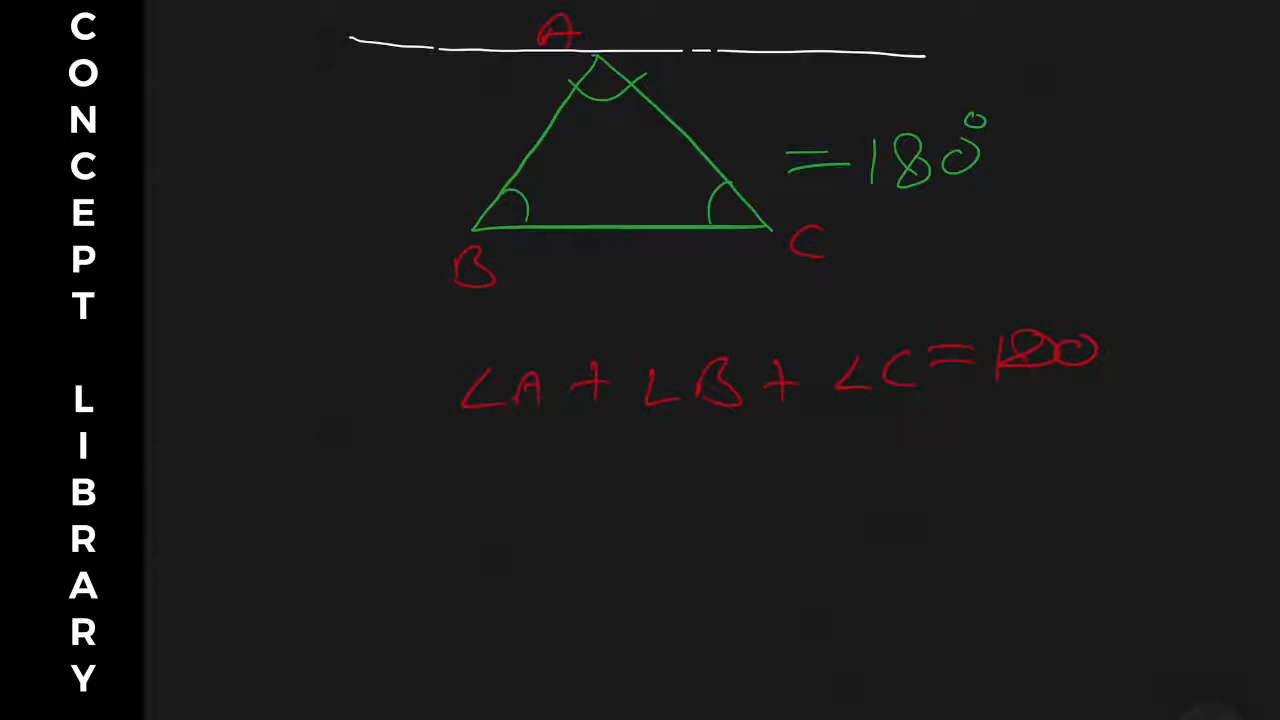 CONCEPT LIBRARY
A
= 180°
B
C
∠A + ∠B + ∠C = 180